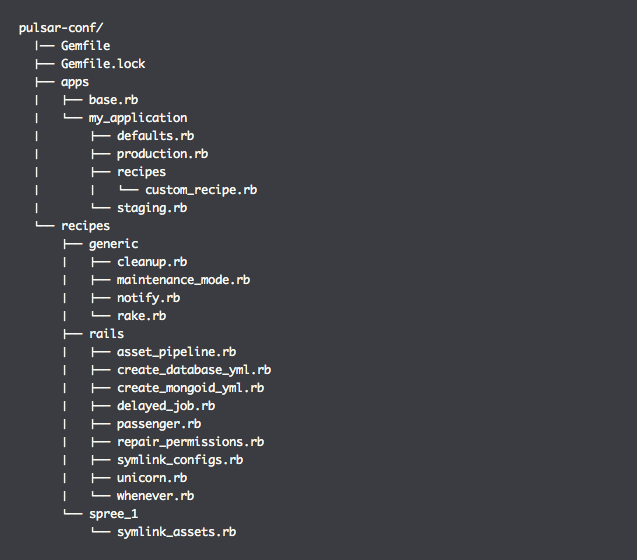 pulsar-conf/
├── Gemfile
├── Gemfile.lock
├── apps
│   ├── base.rb
│   └── my_application
│       ├── defaults.rb
│       ├── production.rb
│       ├── recipes
│       │   └── custom_recipe.rb
│       └── staging.rb
└── recipes
    ├── generic
    │   ├── cleanup.rb
    │   ├── maintenance_mode.rb
    │   ├── notify.rb
    │   └── rake.rb
    ├── rails
    │   ├── asset_pipeline.rb
    │   ├── create_database_yml.rb
    │   ├── create_mongoid_yml.rb
    │   ├── delayed_job.rb
    │   ├── passenger.rb
    │   ├── repair_permissions.rb
    │   ├── symlink_configs.rb
    │   ├── unicorn.rb
    │   └── whenever.rb
    └── spree_1
        └── symlink_assets.rb